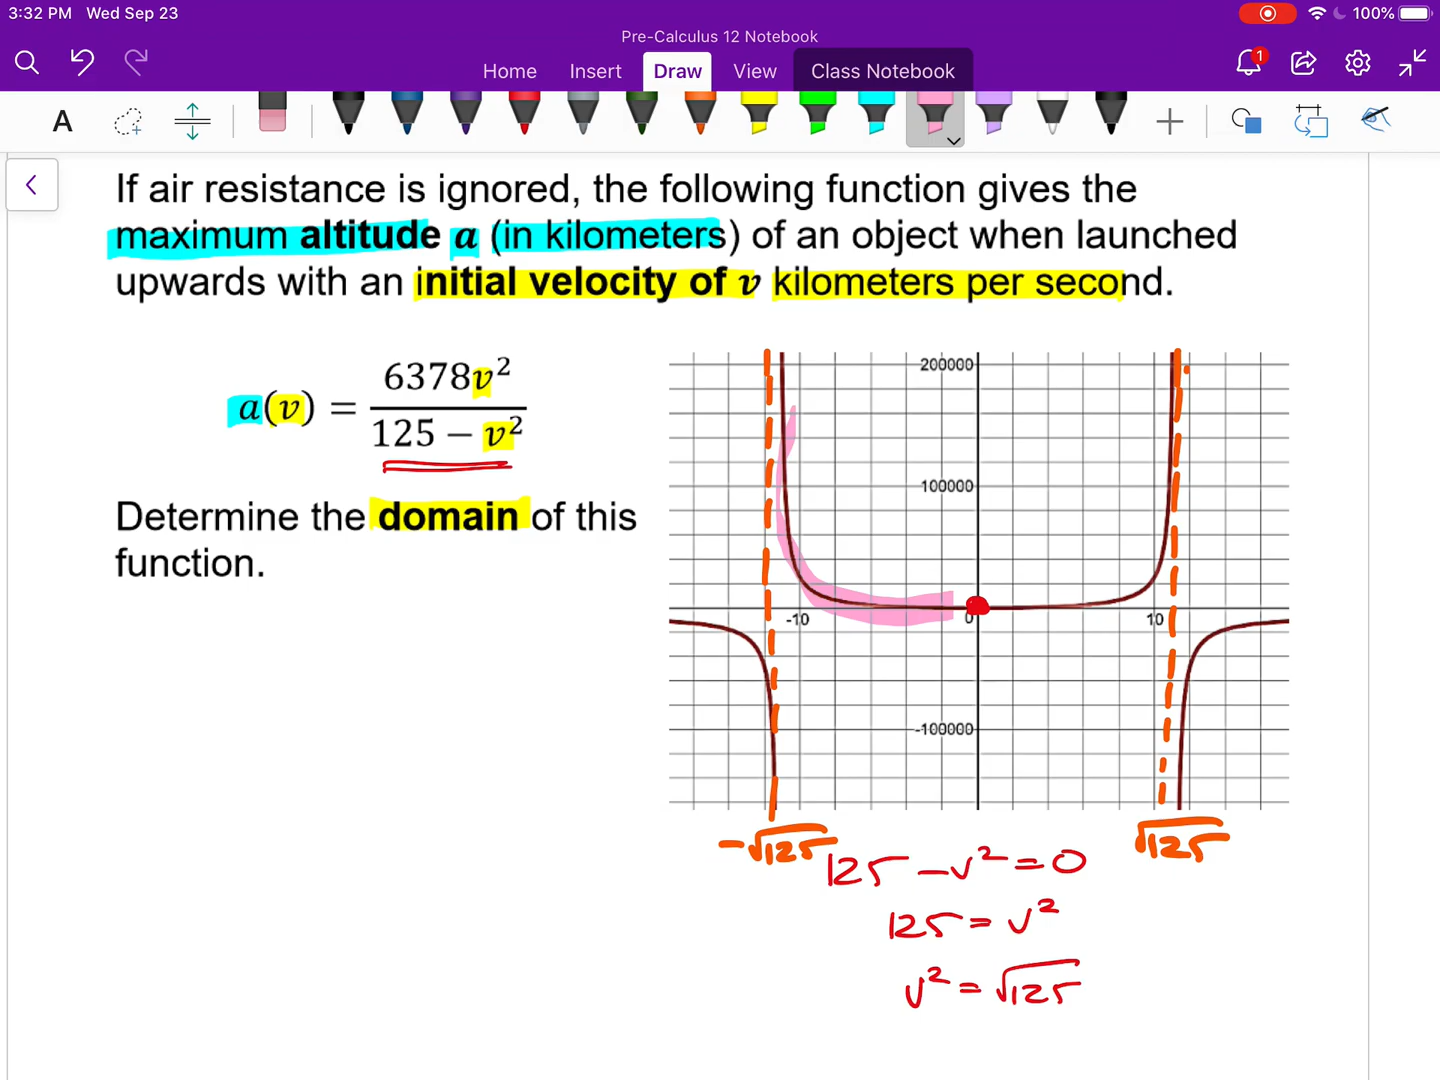 3:32 PM Wed Sep 23
100%
Pre-Calculus 12 Notebook
1
Home Insert Draw View Class Notebook
A
If air resistance is ignored, the following function gives the
maximum altitude a (in kilometers) of an object when launched
upwards with an initial velocity of v kilometers per second.
a(v) = 6378v² / 125 − v²
Determine the domain of this
function.
200000
100000
-10 0 10
-100000
-√125
√125
125 - v² = 0
125 = v²
v² = √125